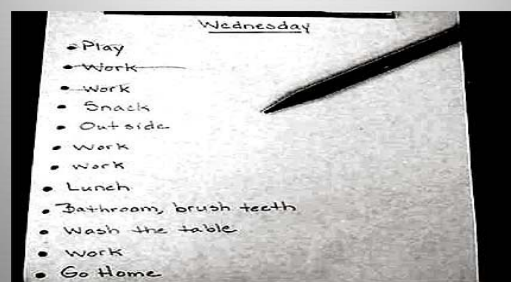 Wednesday
• Play
• Work
• Work
• Snack
• Outside
• Work
• Work
• Lunch
• Bathroom, brush teeth
• Wash the table
• Work
• Go Home